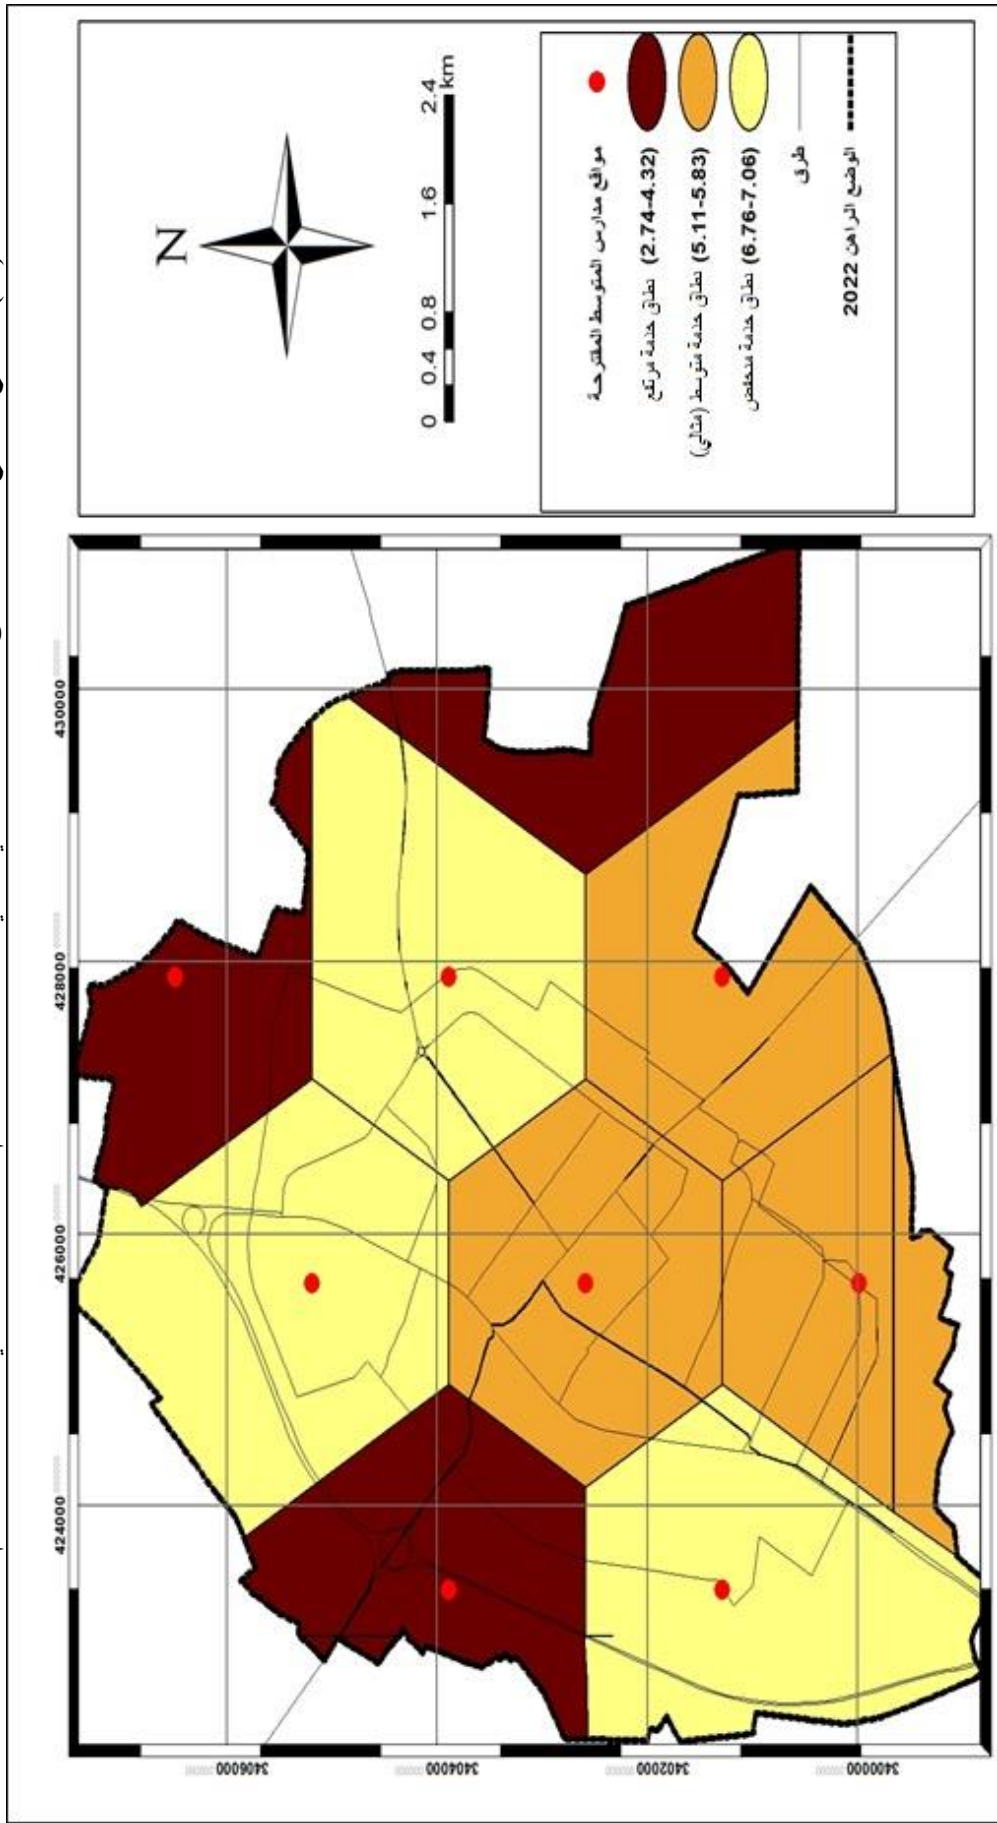 N
0 0.4 0.8 1.6 2.4
km
مواقع مدارس المتوسط المقترحة
نطاق خدمة مرتفع (2.74-4.32)
نطاق خدمة متوسط (مثالي) (5.11-5.83)
نطاق خدمة منخفض (6.76-7.06)
طرق
الوضع الراهن 2022
424000
426000
428000
430000
3406000
3404000
3402000
3400000